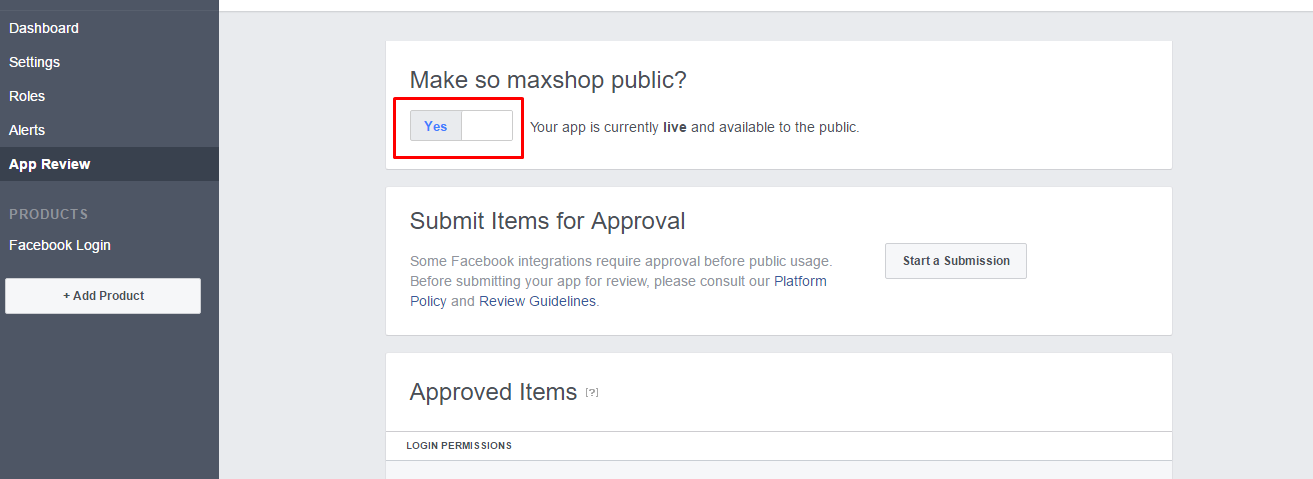 Dashboard
Settings
Roles
Alerts
App Review
PRODUCTS
Facebook Login
+ Add Product
Make so maxshop public?
Yes
Your app is currently live and available to the public.
Submit Items for Approval
Some Facebook integrations require approval before public usage.
Before submitting your app for review, please consult our Platform
Policy and Review Guidelines.
Start a Submission
Approved Items [?]
LOGIN PERMISSIONS